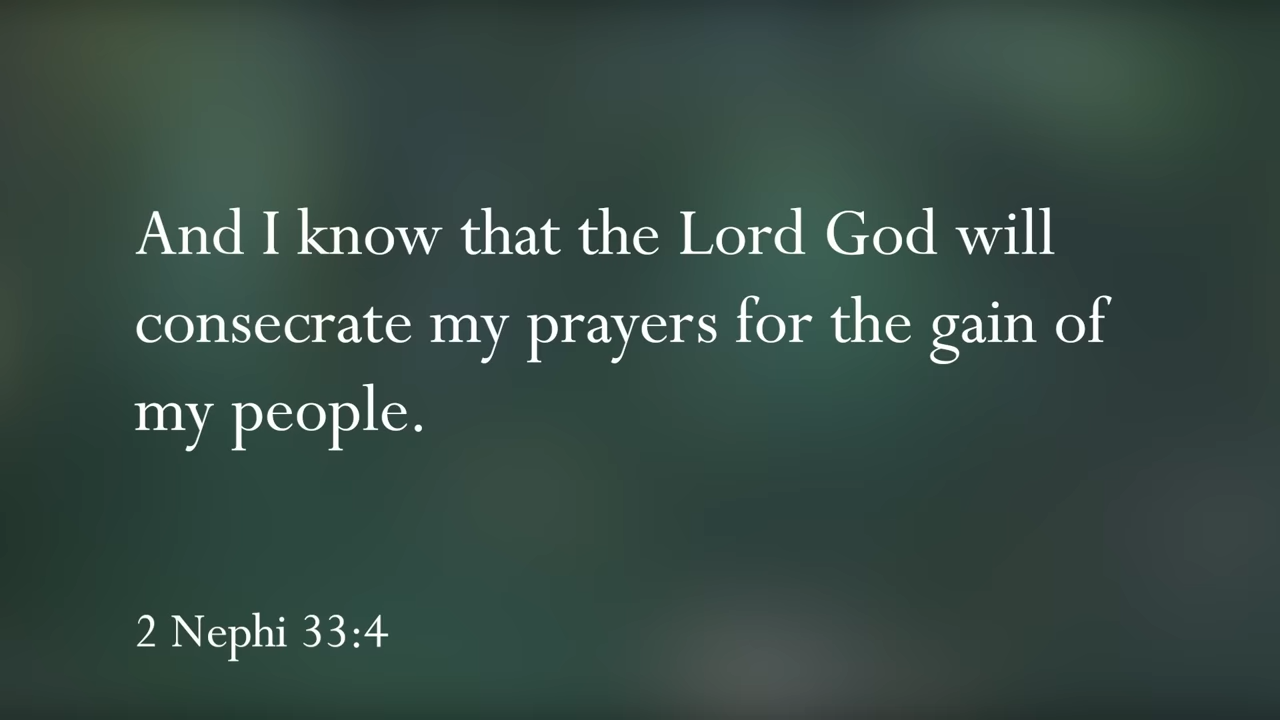 And I know that the Lord God will
consecrate my prayers for the gain of
my people.
2 Nephi 33:4